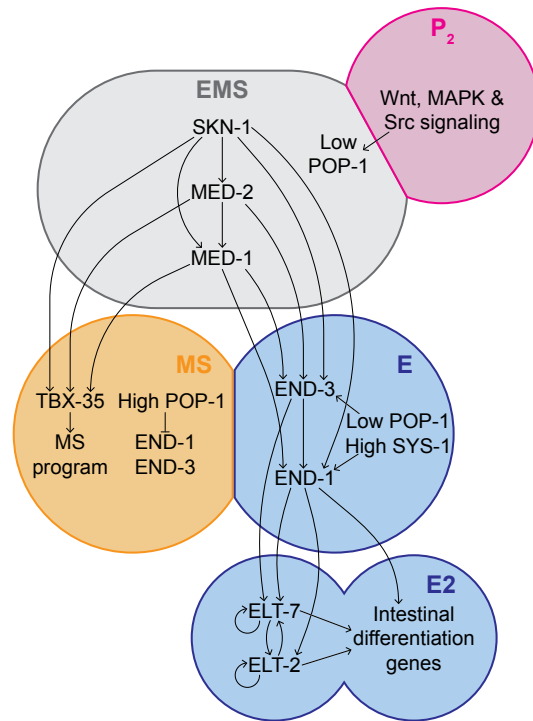 P2
EMS
Wnt, MAPK &
Src signaling
SKN-1
Low
POP-1
MED-2
MED-1
MS
E
TBX-35
High POP-1
END-3
MS
program
END-1
END-3
Low POP-1
High SYS-1
END-1
E2
ELT-7
Intestinal
differentiation
genes
ELT-2